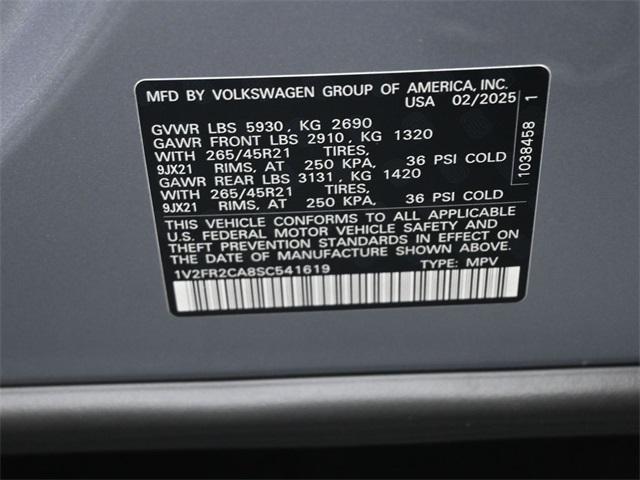 MFD BY VOLKSWAGEN GROUP OF AMERICA, INC.
USA 02/2025
GVWR LBS 5930, KG 2690
GAWR FRONT LBS 2910, KG 1320
WITH 265/45R21 TIRES,
9JX21 RIMS, AT 250 KPA, 36 PSI COLD
GAWR REAR LBS 3131, KG 1420
WITH 265/45R21 TIRES,
9JX21 RIMS, AT 250 KPA, 36 PSI COLD
THIS VEHICLE CONFORMS TO ALL APPLICABLE
U.S. FEDERAL MOTOR VEHICLE SAFETY AND
THEFT PREVENTION STANDARDS IN EFFECT ON
THE DATE OF MANUFACTURE SHOWN ABOVE.
1V2FR2CA8SC541619 TYPE: MPV
1038458 1